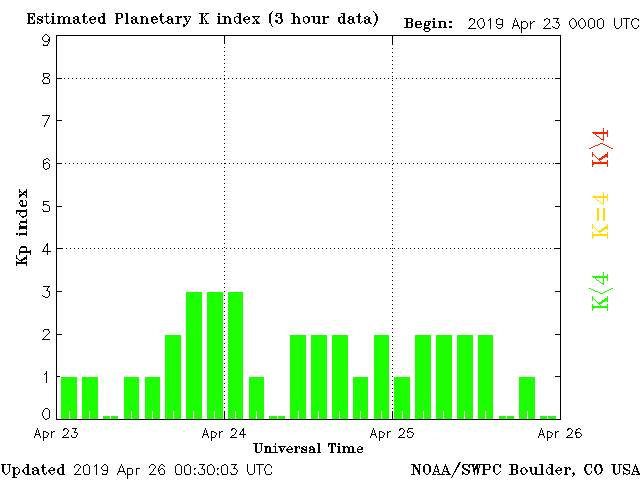 Estimated Planetary K index (3 hour data)
Begin: 2019 Apr 23 0000 UTC
9
8
7
6
5
4
3
2
1
0
Kp index
K>4
K=4
K<4
Apr 23
Apr 24
Apr 25
Apr 26
Universal Time
Updated 2019 Apr 26 00:30:03 UTC
NOAA/SWPC Boulder, CO USA